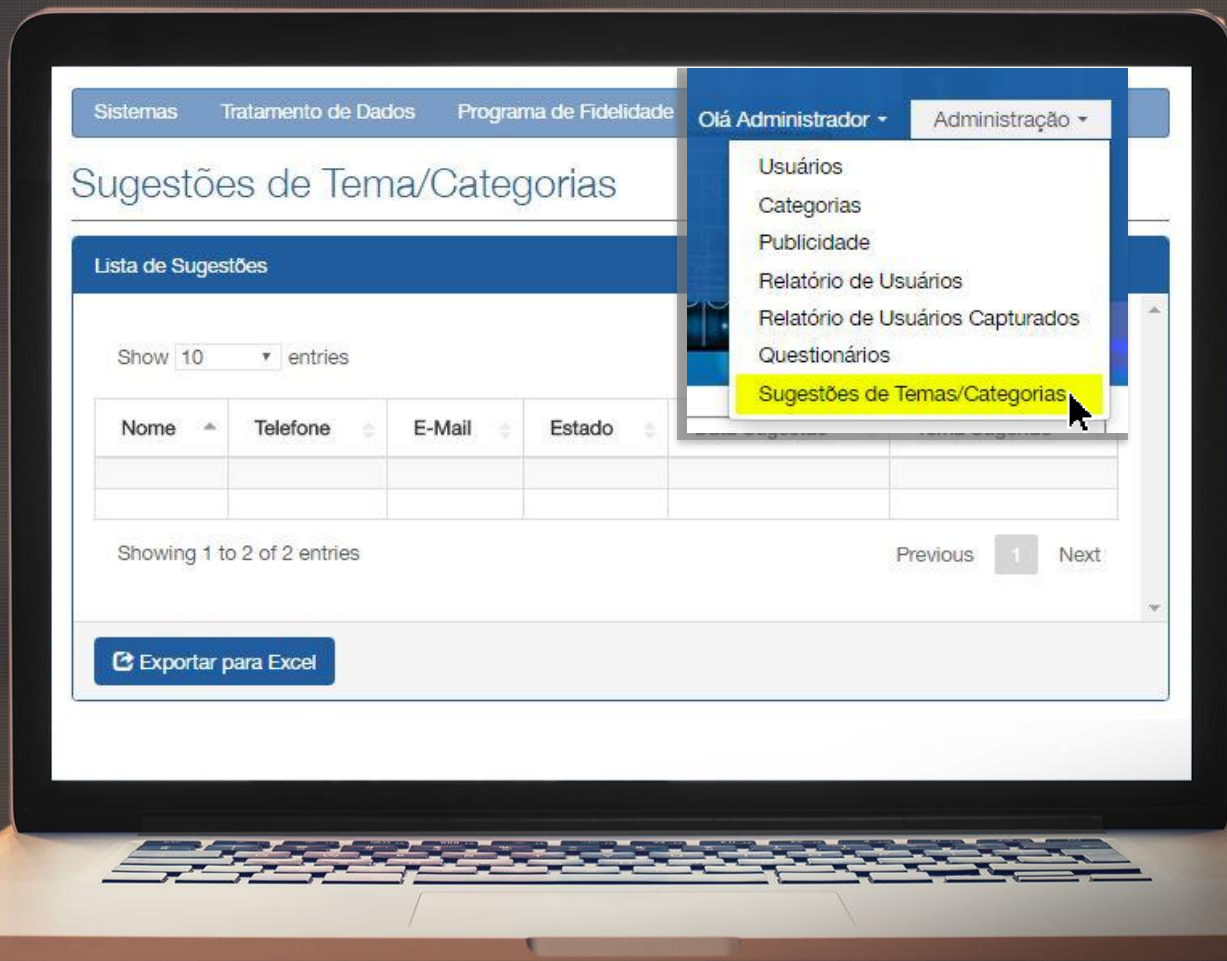 Sistemas Tratamento de Dados Programa de Fidelidade
Olá Administrador Administração
Usuários
Categorias
Publicidade
Relatório de Usuários
Relatório de Usuários Capturados
Questionários
Sugestões de Temas/Categorias
Sugestões de Tema/Categorias
Lista de Sugestões
Show 10 entries
Nome Telefone E-Mail Estado
Showing 1 to 2 of 2 entries
Previous 1 Next
Exportar para Excel